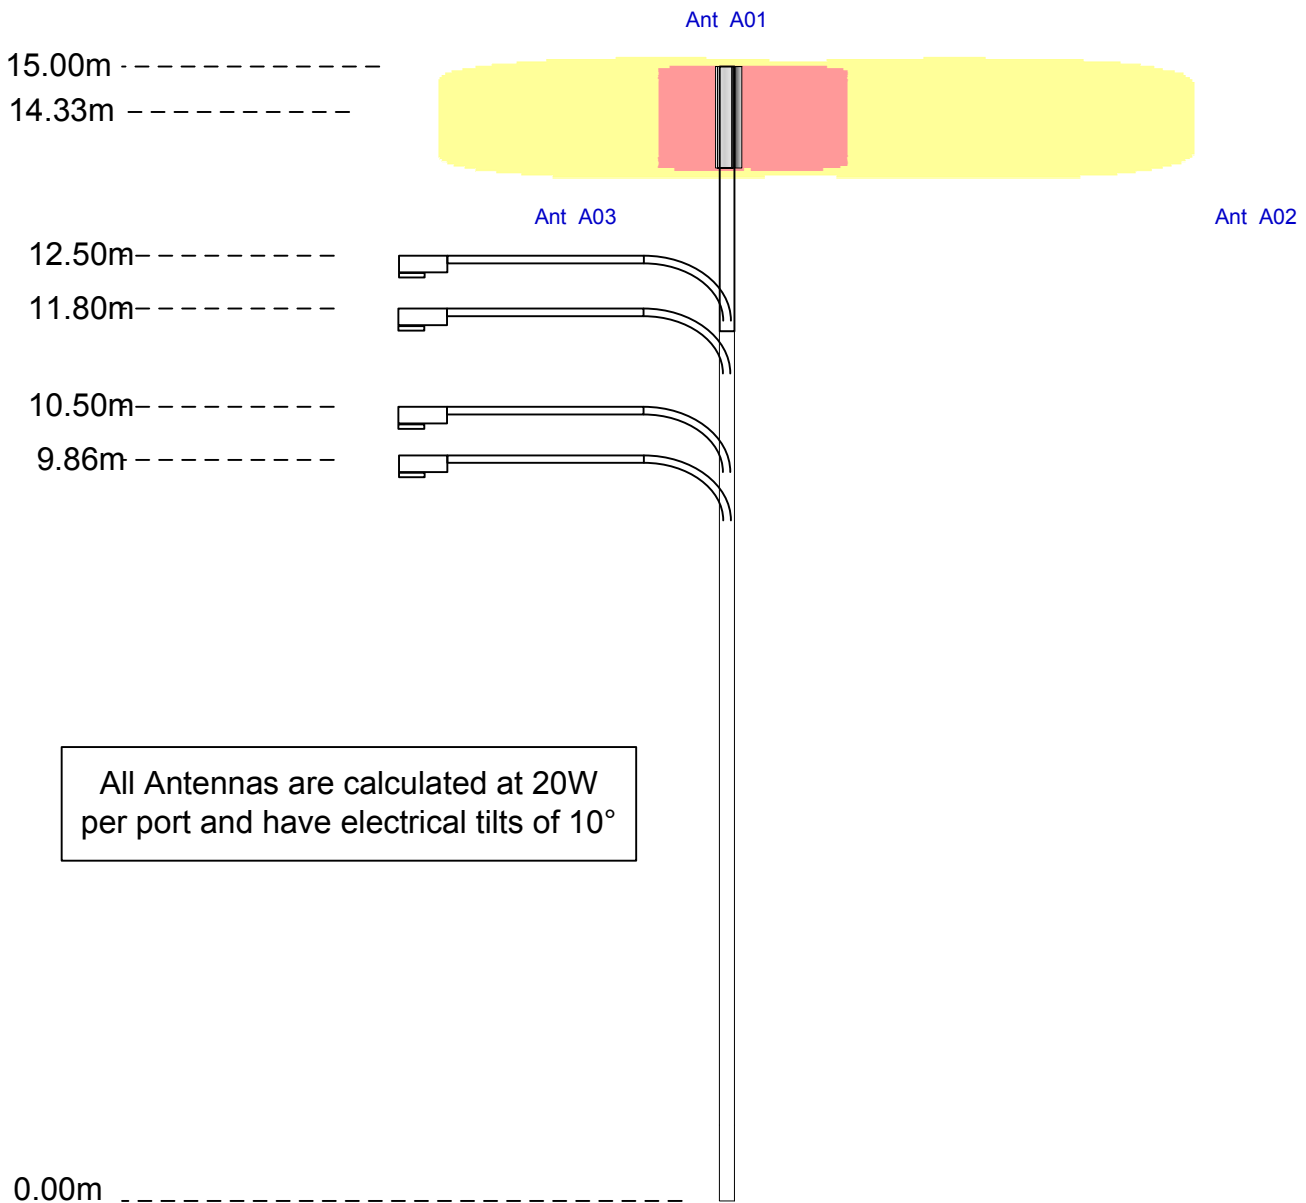 Ant A01
15.00m
14.33m
Ant A03
Ant A02
12.50m
11.80m
10.50m
9.86m
All Antennas are calculated at 20W
per port and have electrical tilts of 10°
0.00m